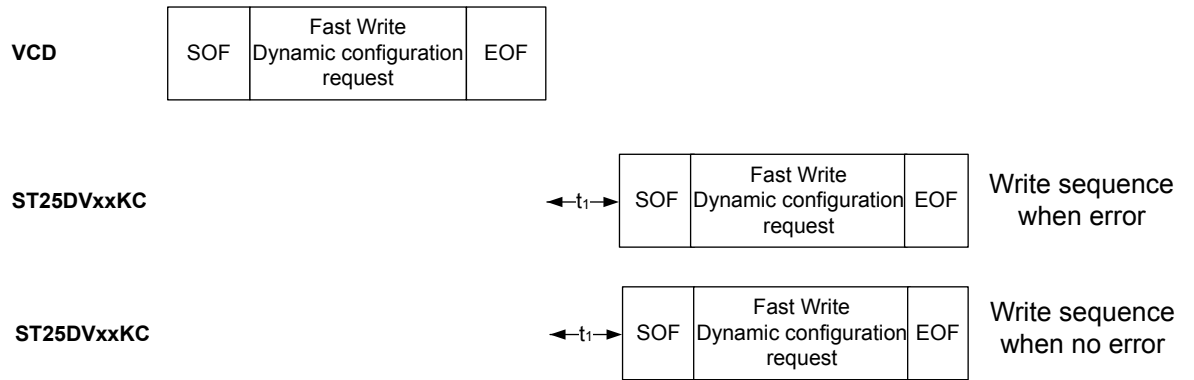 VCD
SOF
Fast Write
Dynamic configuration
request
EOF
ST25DVxxKC
t1
SOF
Fast Write
Dynamic configuration
request
EOF
Write sequence
when error
ST25DVxxKC
t1
SOF
Fast Write
Dynamic configuration
request
EOF
Write sequence
when no error